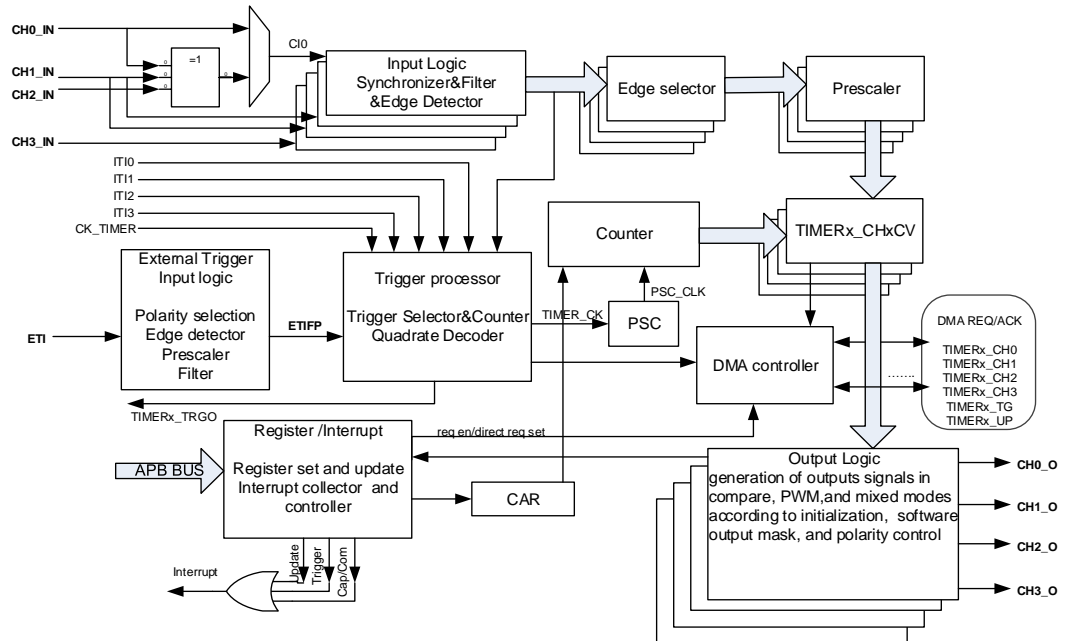 CH0_IN
CH1_IN
CH2_IN
CH3_IN
=1
CI0
Input Logic
Synchronizer&Filter
&Edge Detector
Edge selector
Prescaler
ITI0
ITI1
ITI2
ITI3
CK_TIMER
Counter
TIMERx_CHxCV
External Trigger
Input logic
Polarity selection
Edge detector
Prescaler
Filter
ETI
ETIFP
Trigger processor
Trigger Selector&Counter
Quadrate Decoder
TIMER_CK
PSC
PSC_CLK
DMA controller
DMA REQ/ACK
TIMERx_CH0
TIMERx_CH1
TIMERx_CH2
TIMERx_CH3
TIMERx_TG
TIMERx_UP
.......
TIMERx_TRGO
APB BUS
Register /Interrupt
Register set and update
Interrupt collector and
controller
req en/direct req set
CAR
Output Logic
generation of outputs signals in
compare, PWM,and mixed modes
according to initialization, software
output mask, and polarity control
CH0_O
CH1_O
CH2_O
CH3_O
Interrupt
Update
Trigger
Cap/Com